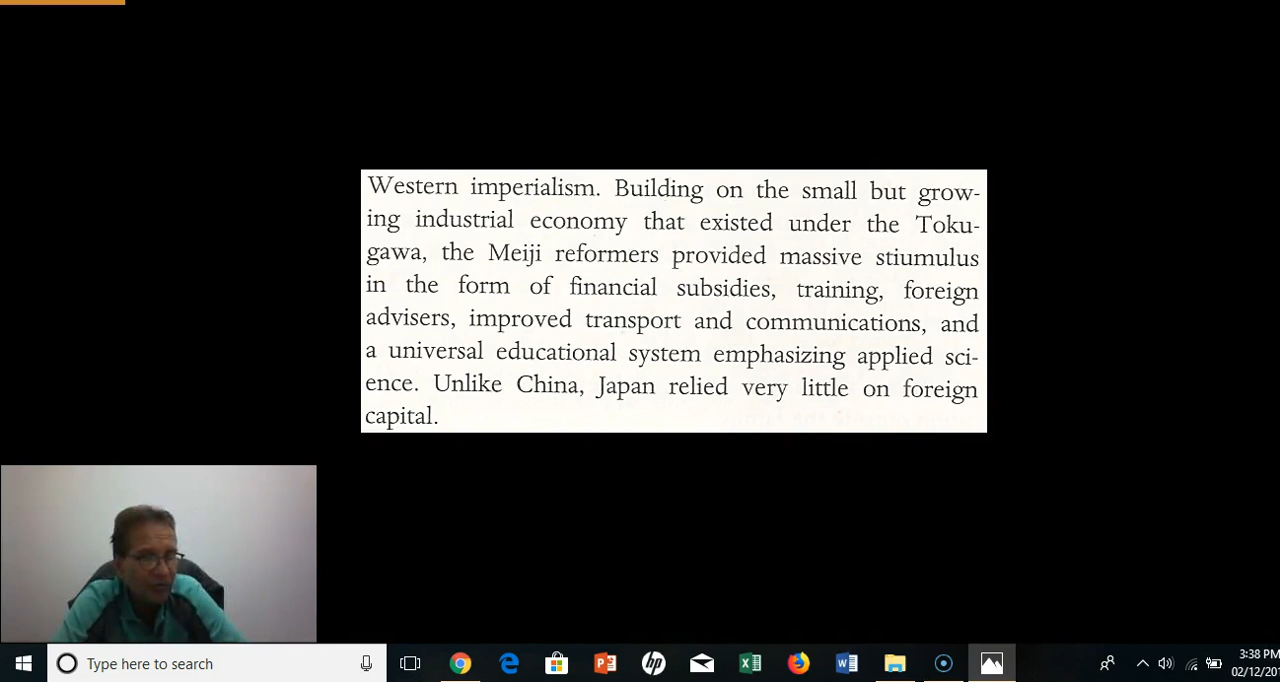 Western imperialism. Building on the small but grow-
ing industrial economy that existed under the Toku-
gawa, the Meiji reformers provided massive stiumulus
in the form of financial subsidies, training, foreign
advisers, improved transport and communications, and
a universal educational system emphasizing applied sci-
ence. Unlike China, Japan relied very little on foreign
capital.
Type here to search
3:38 PM
02/12/201